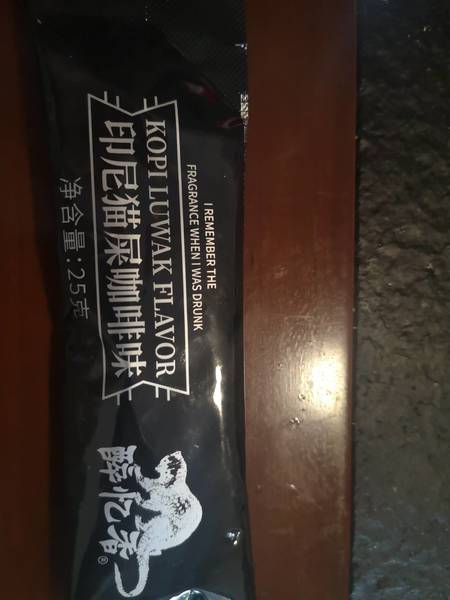 I REMEMBER THE
FRAGRANCE WHEN I WAS DRUNK
KOPI LUWAK FLAVOR
印尼猫屎咖啡味
净含量:25克
醉忆香®